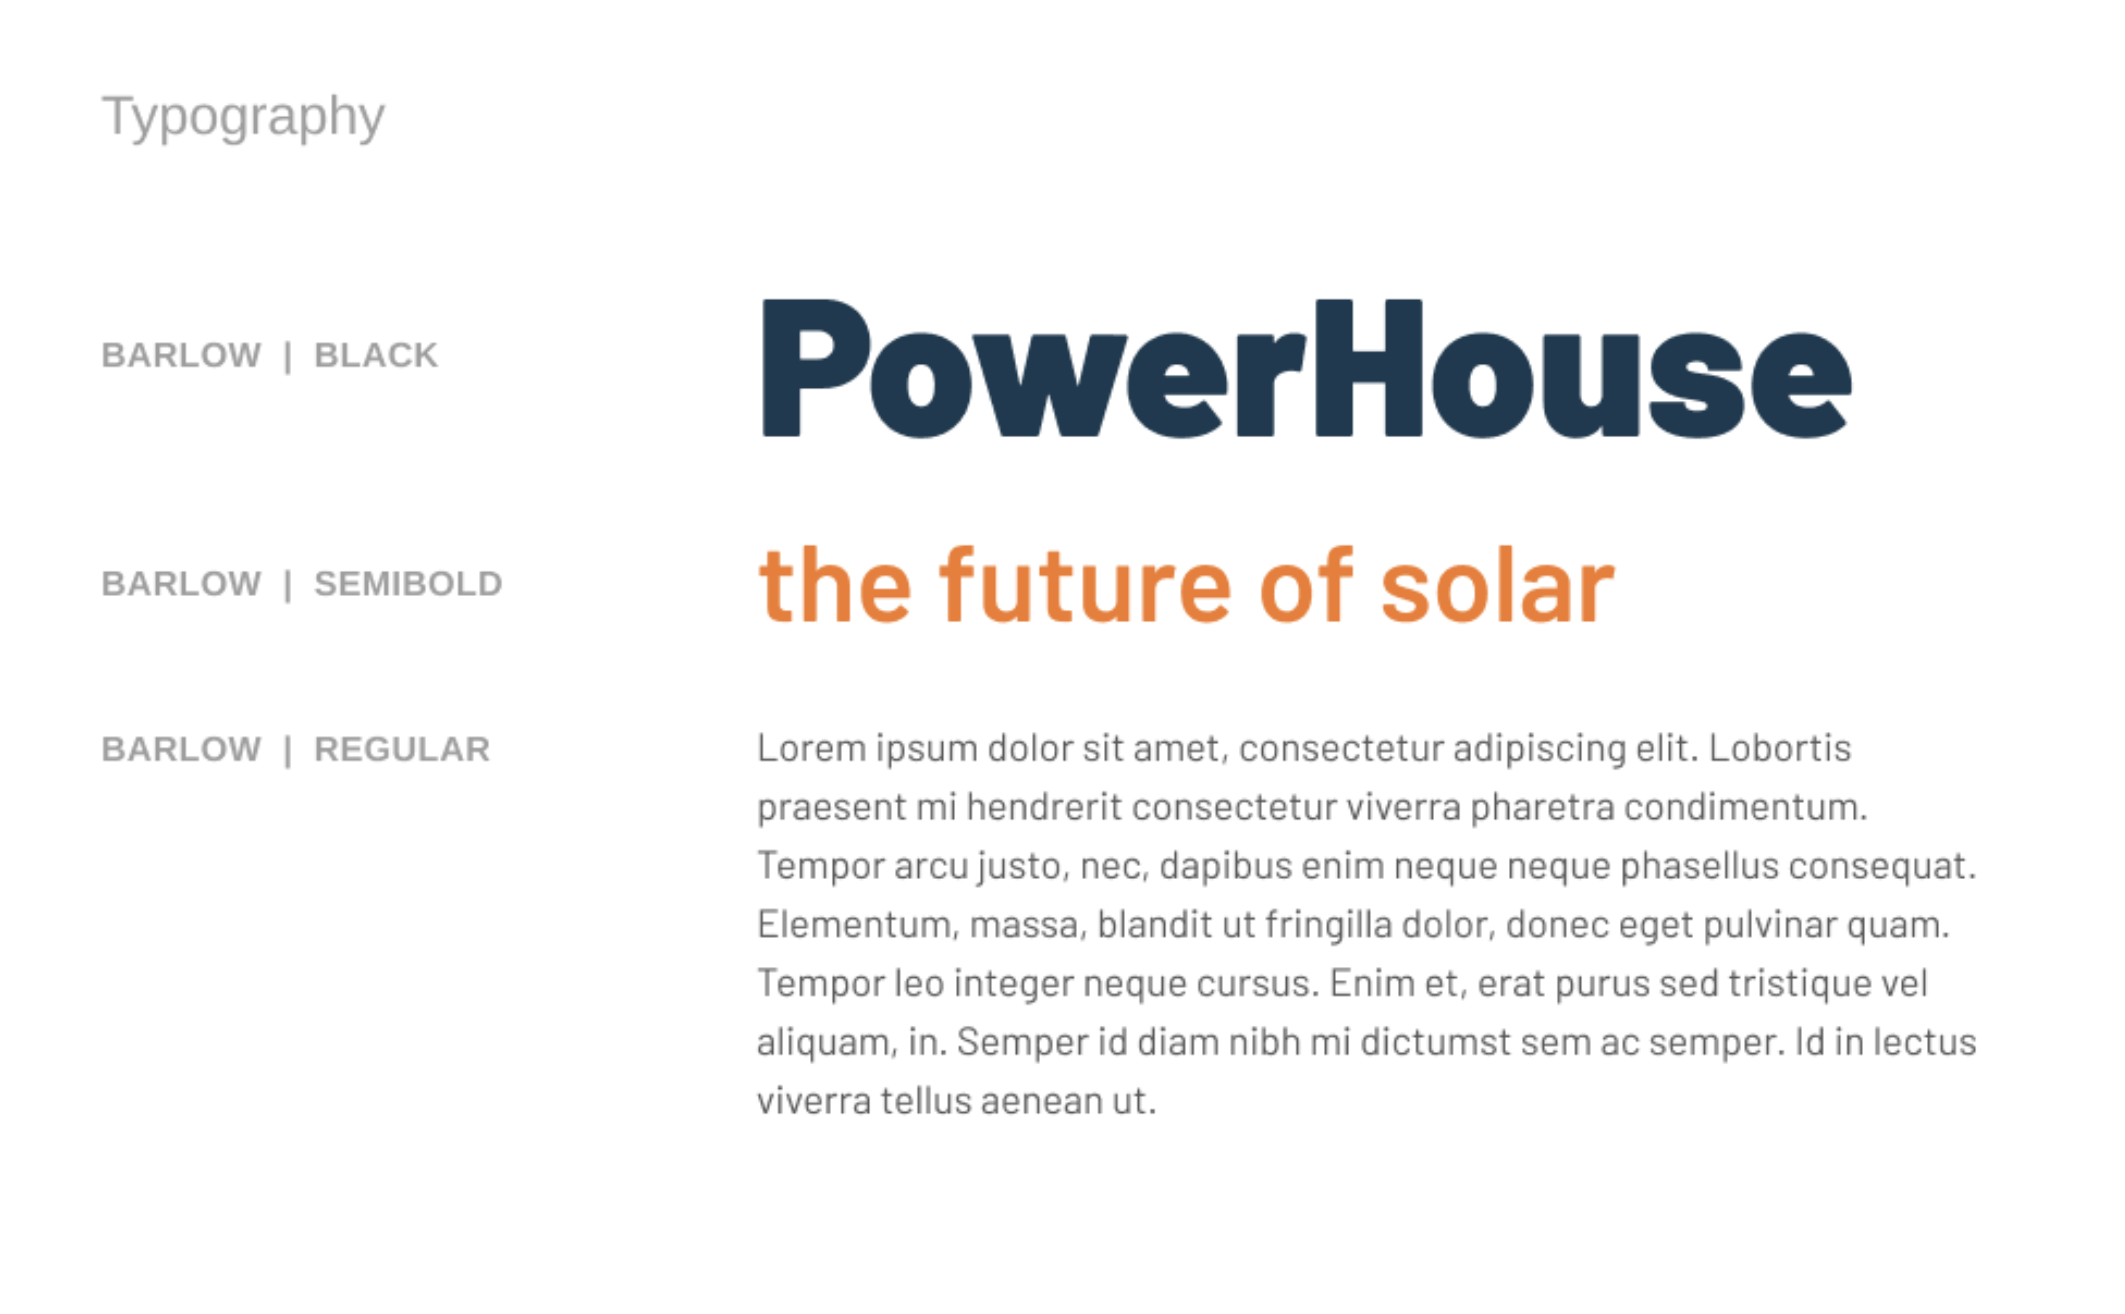 Typography
BARLOW | BLACK
PowerHouse
BARLOW | SEMIBOLD
the future of solar
BARLOW | REGULAR
Lorem ipsum dolor sit amet, consectetur adipiscing elit. Lobortis
praesent mi hendrerit consectetur viverra pharetra condimentum.
Tempor arcu justo, nec, dapibus enim neque neque phasellus consequat.
Elementum, massa, blandit ut fringilla dolor, donec eget pulvinar quam.
Tempor leo integer neque cursus. Enim et, erat purus sed tristique vel
aliquam, in. Semper id diam nibh mi dictumst sem ac semper. Id in lectus
viverra tellus aenean ut.